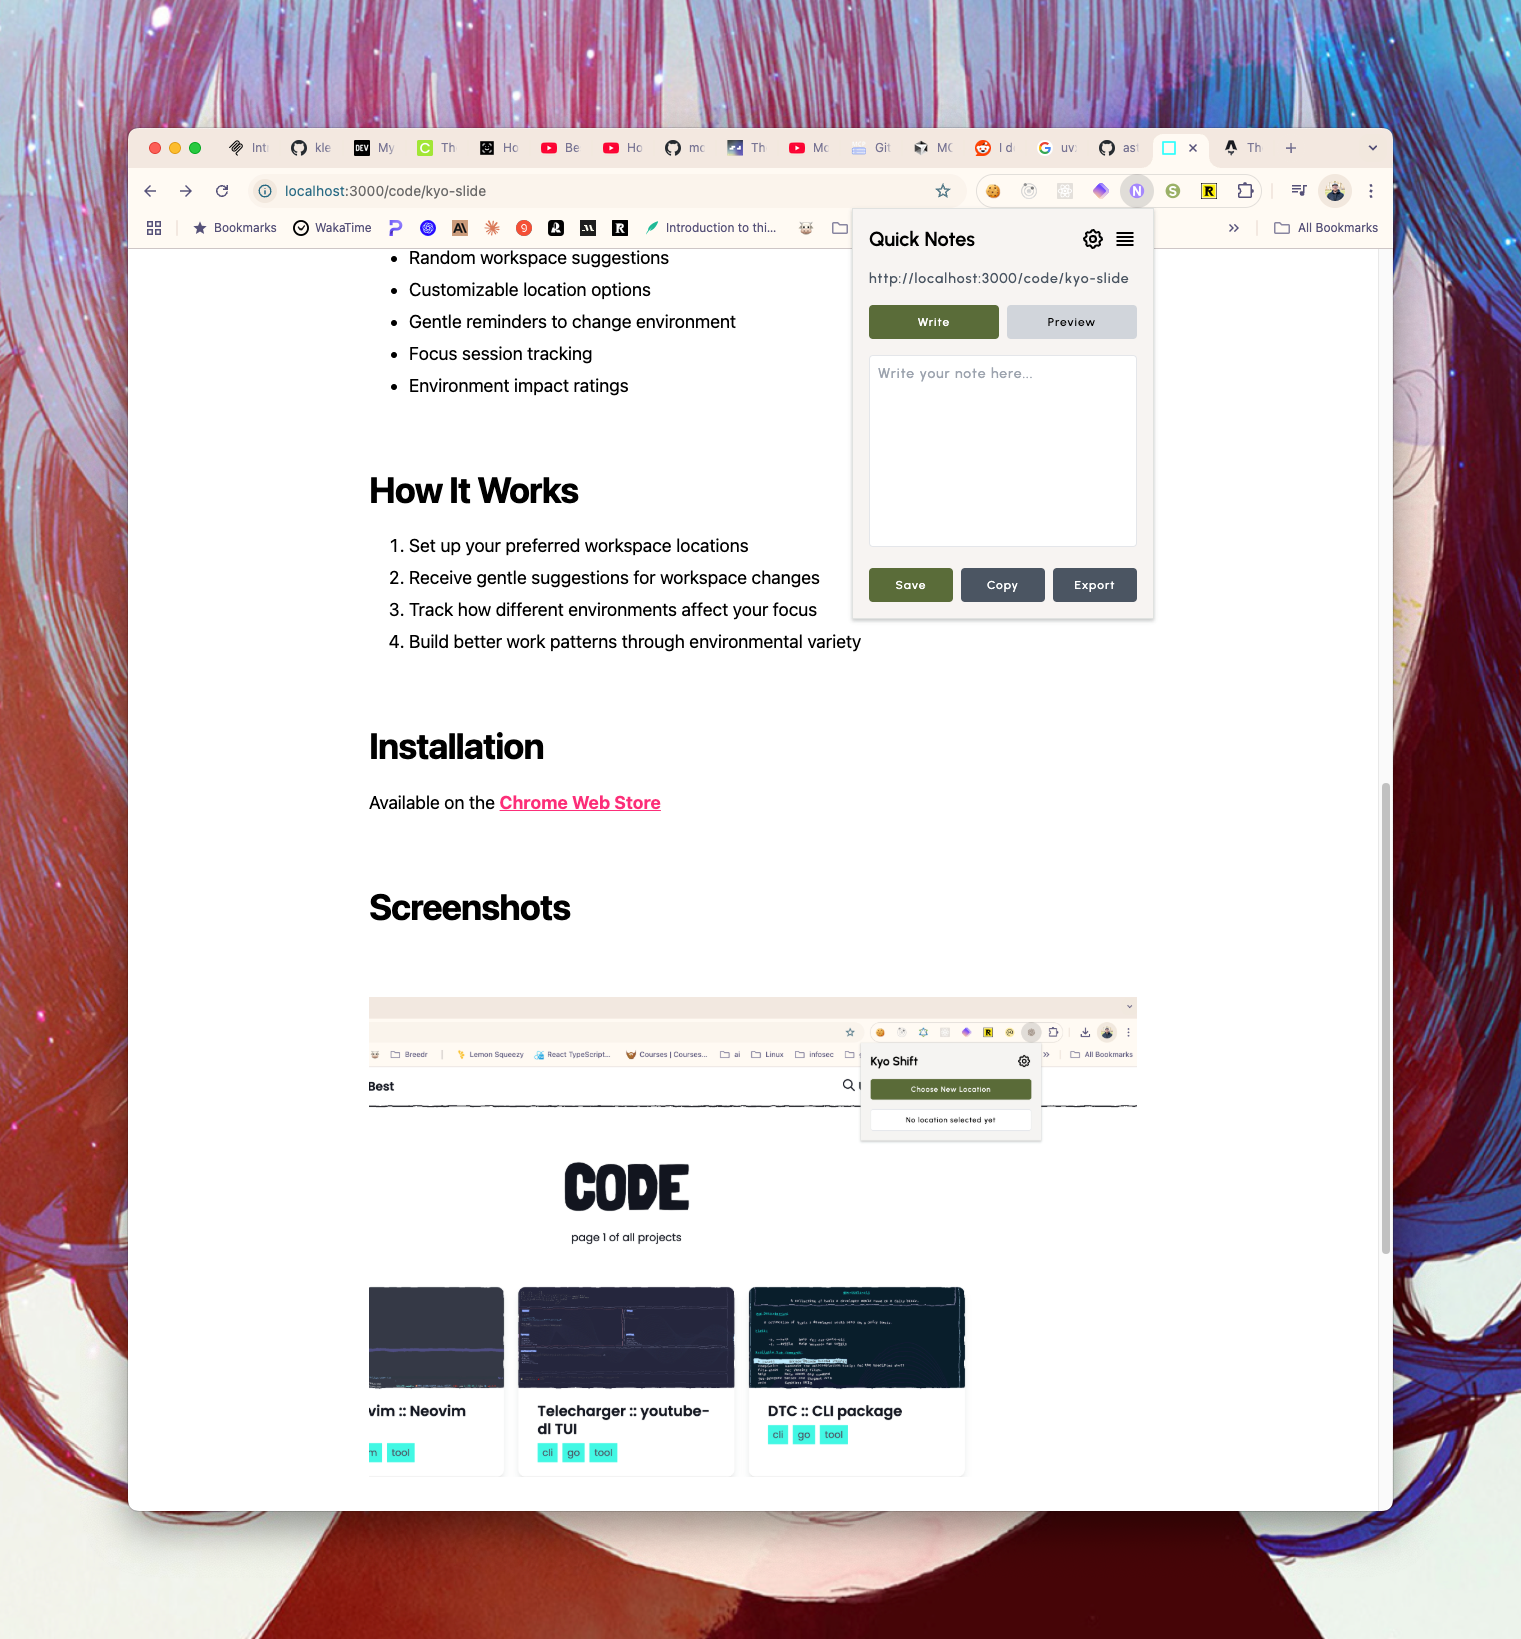 Int
kle
My
Th
Ho
Be
Ho
mc
Th
Mc
Git
MC
I d
uv
ast
Th
localhost:3000/code/kyo-slide
Bookmarks
WakaTime
Introduction to thi...
All Bookmarks
Quick Notes
http://localhost:3000/code/kyo-slide
Write
Preview
Write your note here...
Save
Copy
Export
Random workspace suggestions
Customizable location options
Gentle reminders to change environment
Focus session tracking
Environment impact ratings
How It Works
1. Set up your preferred workspace locations
2. Receive gentle suggestions for workspace changes
3. Track how different environments affect your focus
4. Build better work patterns through environmental variety
Installation
Available on the Chrome Web Store
Screenshots
Breedr
Lemon Squeezy
React TypeScript...
Courses | Courses...
ai
Linux
infosec
All Bookmarks
Best
Kyo Shift
Choose New Location
No location selected yet
CODE
page 1 of all projects
vim :: Neovim
tool
Telecharger :: youtube-
dl TUI
cli go tool
DTC :: CLI package
cli go tool